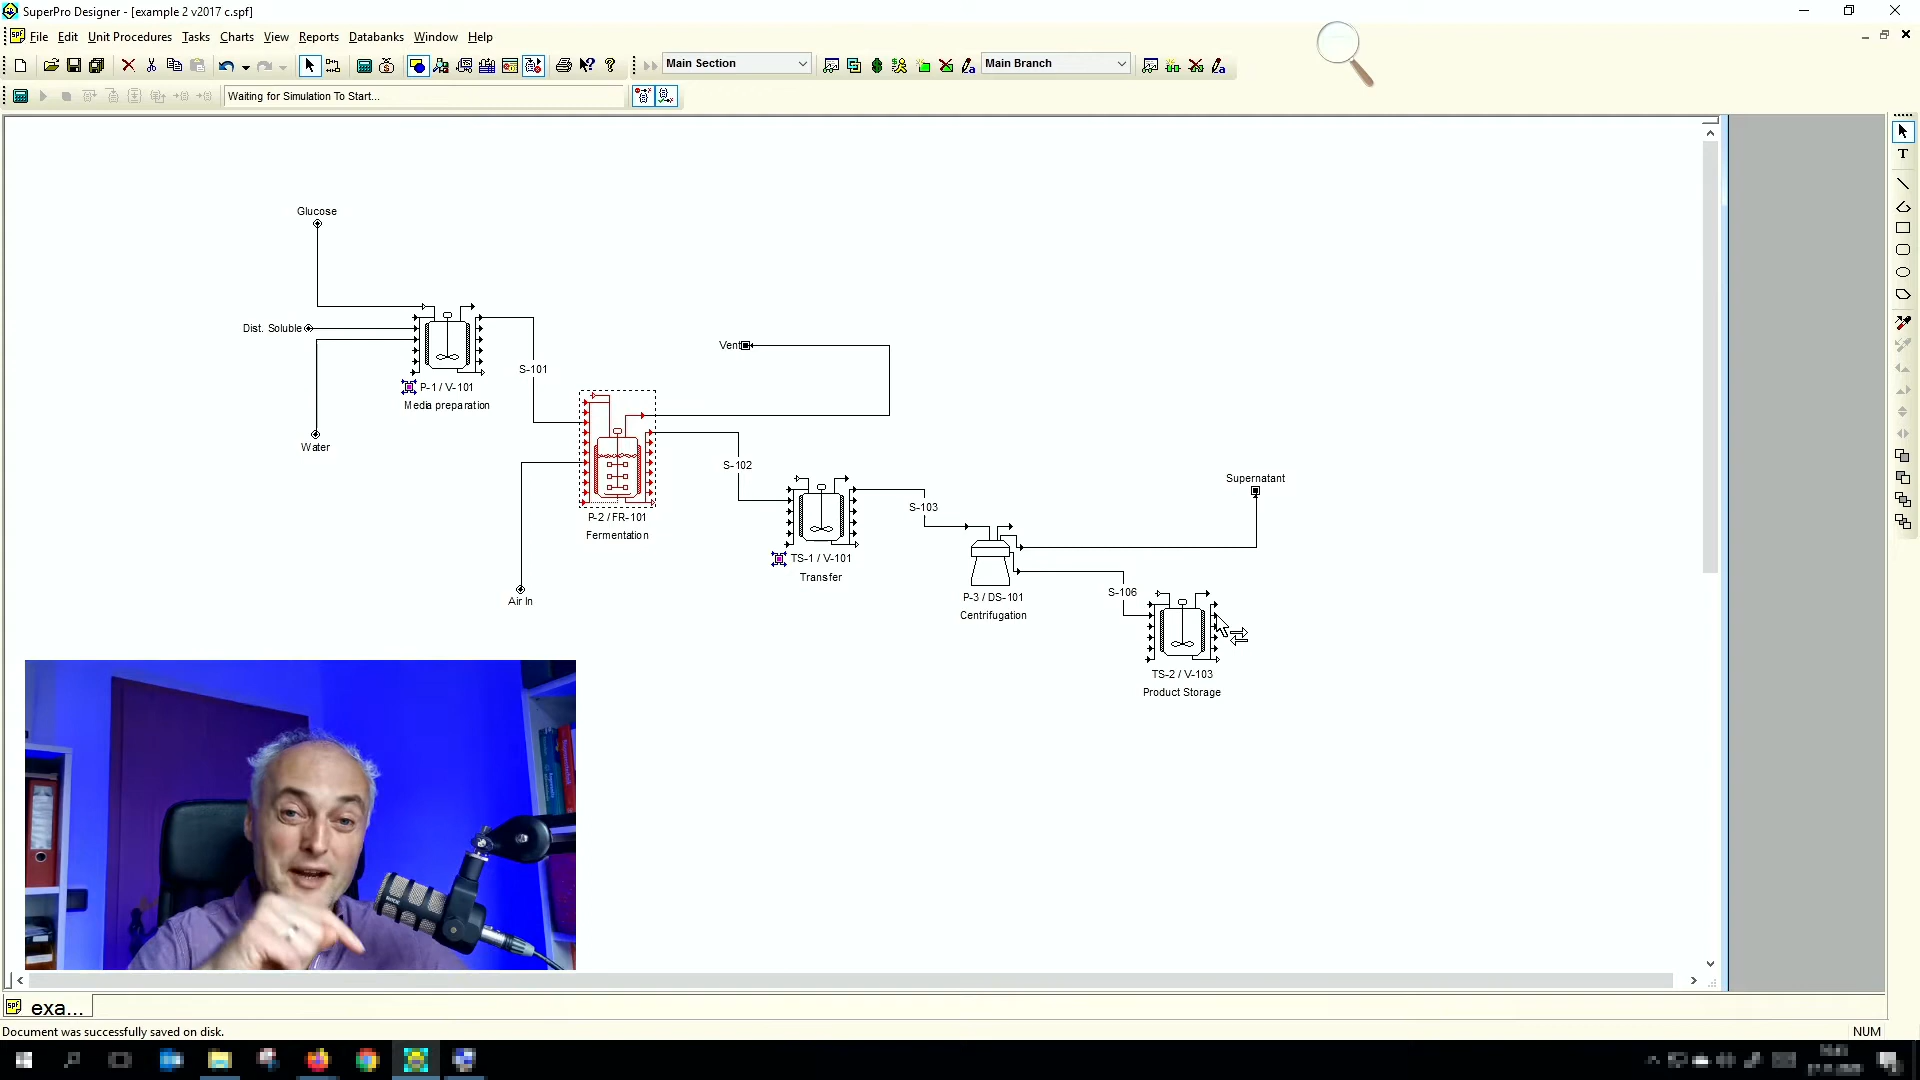 SuperPro Designer - [example 2 v2017 c.spf]
File Edit Unit Procedures Tasks Charts View Reports Databanks Window Help
Main Section
Main Branch
Waiting for Simulation To Start...
Glucose
Dist. Soluble
Water
P-1 / V-101
Media preparation
S-101
Vent
P-2 / FR-101
Fermentation
Air In
S-102
TS-1 / V-101
Transfer
S-103
Supernatant
P-3 / DS-101
Centrifugation
S-106
TS-2 / V-103
Product Storage
exa...
Document was successfully saved on disk.
NUM